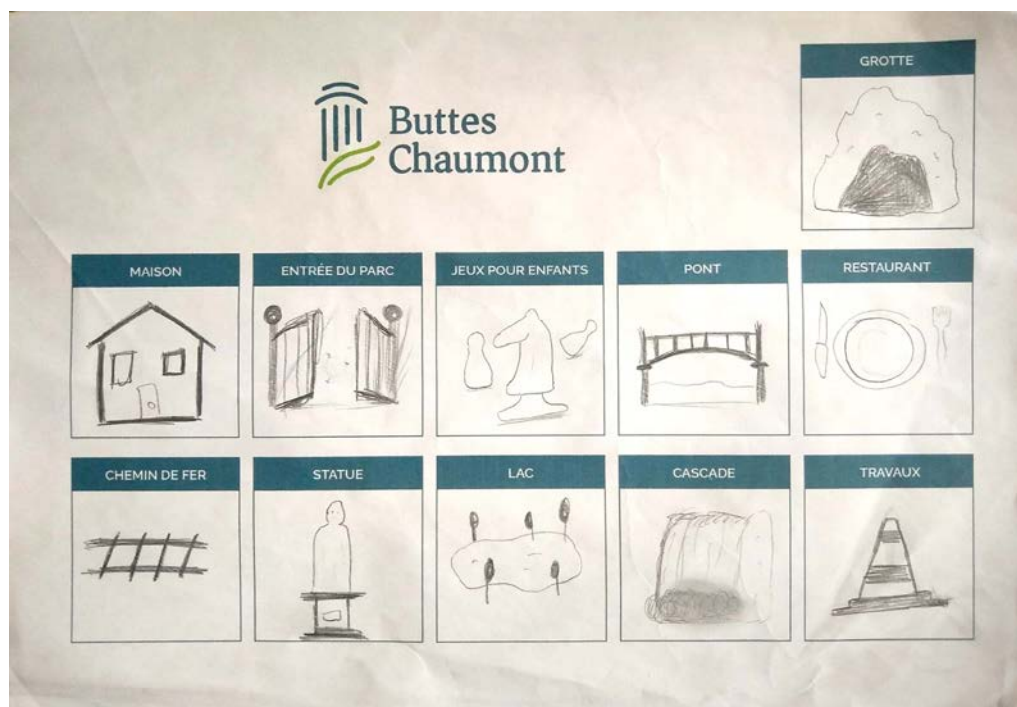 Buttes
Chaumont
GROTTE
MAISON
ENTRÉE DU PARC
JEUX POUR ENFANTS
PONT
RESTAURANT
CHEMIN DE FER
STATUE
LAC
CASCADE
TRAVAUX